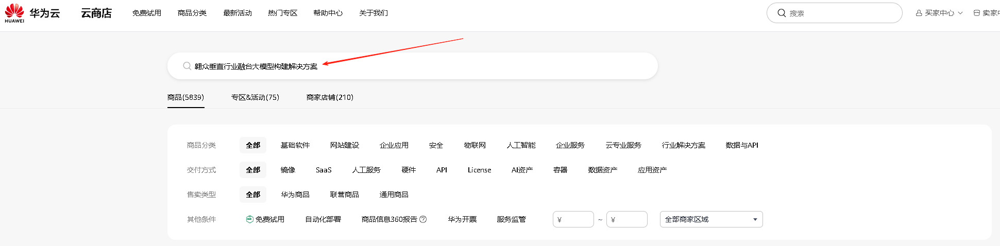 HUAWEI 华为云 云商店 免费试用 商品分类 最新活动 热门专区 帮助中心 关于我们 搜索 买家中心 卖家中
翱众垂直行业融台大模型构建解决方案
商品(5839) 专区&活动(75) 商家店铺(210)
商品分类 全部 基础软件 网站建设 企业应用 安全 物联网 人工智能 企业服务 云专业服务 行业解决方案 数据与API
交付方式 全部 镜像 SaaS 人工服务 硬件 API License AI资产 容器 数据资产 应用资产
售卖类型 全部 华为商品 联营商品 通用商品
其他条件 免费试用 自动化部署 商品信息360报告 ? 华为开票 服务监管 ¥ ~ ¥ 全部商家区域